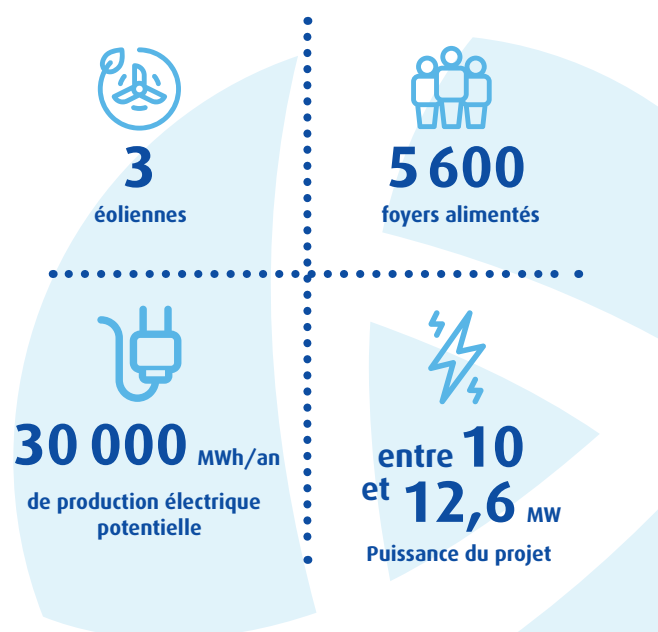 3
éoliennes
5 600
foyers alimentés
30 000 MWh/an
de production électrique
potentielle
entre 10
et 12,6 MW
Puissance du projet